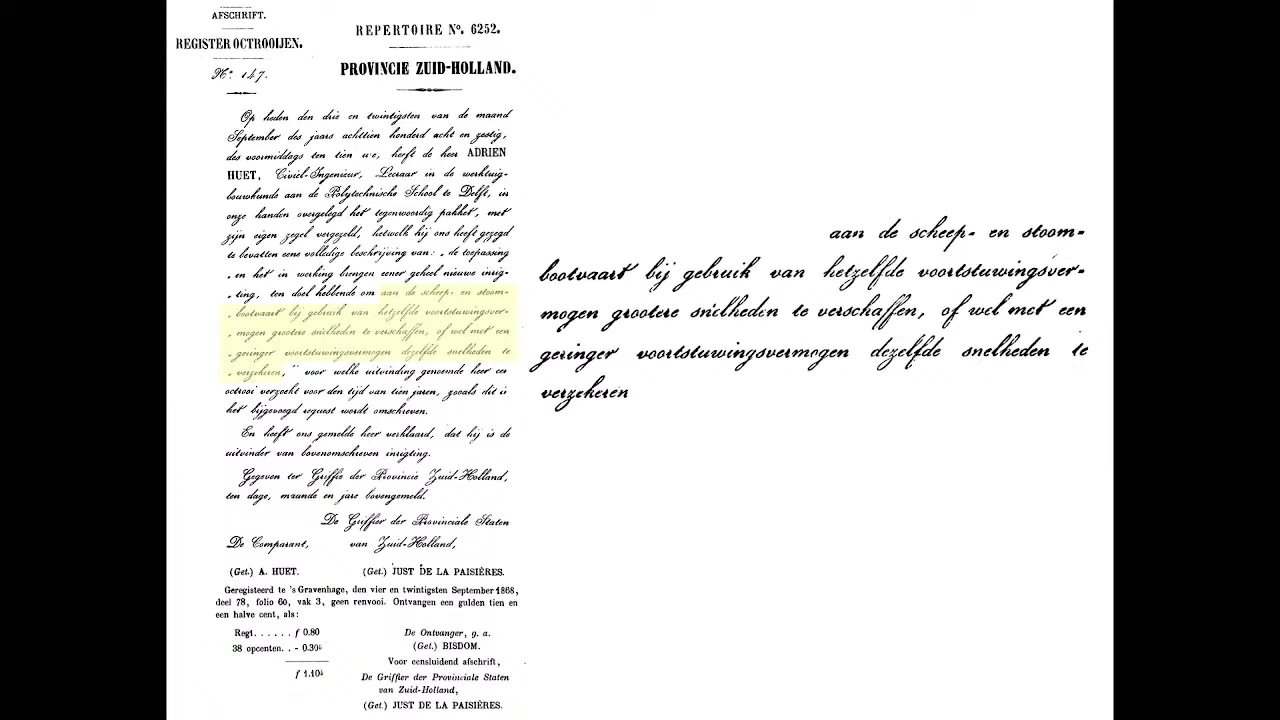 AFSCHRIFT.
REGISTER OCTROOIJEN.
No. 147.
REPERTOIRE No. 6252.
PROVINCIE ZUID-HOLLAND.
Op heden den drie en twintigsten van de maand
September des jaars achttien honderd acht en zestig,
des voormiddags ten tien ure, heeft de heer ADRIEN
HUET, Civiel-Ingenieur, Leeraar in de werktuig-
bouwkunde aan de Polytechnische School te Delft, in
onze handen overgelegd het tegenwoordig pakket, met
zijn eigen zegel verzegeld, hetwelk hij ons heeft gezegd
te bevatten eene volledige beschrijving van: „de toepassing
„en het in werking brengen eener geheel nieuwe inrig-
„ting, ten doel hebbende om aan de scheep- en stoom-
„bootvaart bij gebruik van hetzelfde voortstuwingsver-
„mogen grootere snelheden te verschaffen, of wel met een
„geringer voortstuwingsvermogen dezelfde snelheden te
„verzekeren," voor welke uitvinding genoemde heer een
octrooi verzoekt voor den tijd van tien jaren, zooals dit in
het bijgevoegd request wordt omschreven.
En heeft ons gemelde heer verklaard, dat hij is de
uitvinder van bovenomschreven inrigting.
Gegeven ter Griffie der Provincie Zuid-Holland,
ten dage, maande en jare bovengemeld.
De Griffier der Provinciale Staten
De Comparant, van Zuid-Holland,
(Get.) A. HUET. (Get.) JUST DE LA PAISIÈRES.
Geregisteerd te 's Gravenhage, den vier en twintigsten September 1868,
deel 78, folio 60, vak 3, geen renvooi. Ontvangen een gulden tien en
een halve cent, als:
Regt. . . . . . ƒ 0.80
38 opcenten. . - 0.30⁵
ƒ 1.10⁵
De Ontvanger, g. a.
(Get.) BISDOM.
Voor eensluidend afschrift,
De Griffier der Provinciale Staten
van Zuid-Holland,
(Get.) JUST DE LA PAISIÈRES.
aan de scheep- en stoom-
bootvaart bij gebruik van hetzelfde voortstuwingsver-
mogen grootere snelheden te verschaffen, of wel met een
geringer voortstuwingsvermogen dezelfde snelheden te
verzekeren